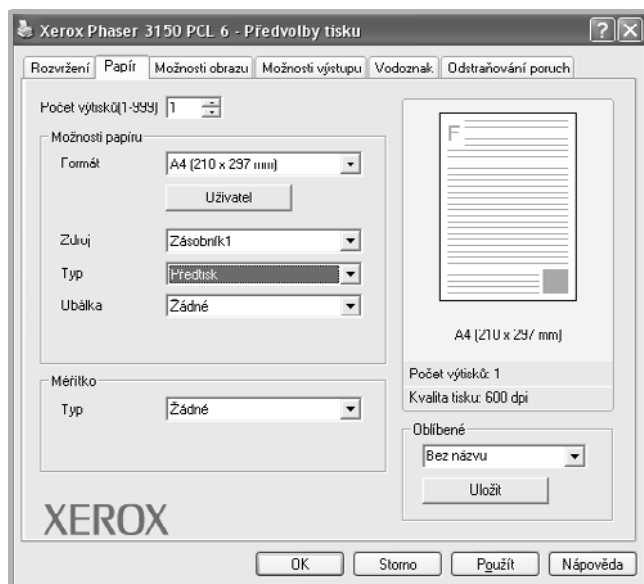 Xerox Phaser 3150 PCL 6 - Předvolby tisku
Rozvržení Papír Možnosti obrazu Možnosti výstupu Vodoznak Odstraňování poruch
Počet výtisků(1-999) 1
Možnosti papíru
Formát A4 (210 x 297 mm)
Uživatel
Zdroj Zásobník1
Typ Předtisk
Obálka Žádné
Měřítko
Typ Žádné
XEROX
F
A4 (210 x 297 mm)
Počet výtisků: 1
Kvalita tisku: 600 dpi
Oblíbené
Bez názvu
Uložit
OK Storno Použít Nápověda